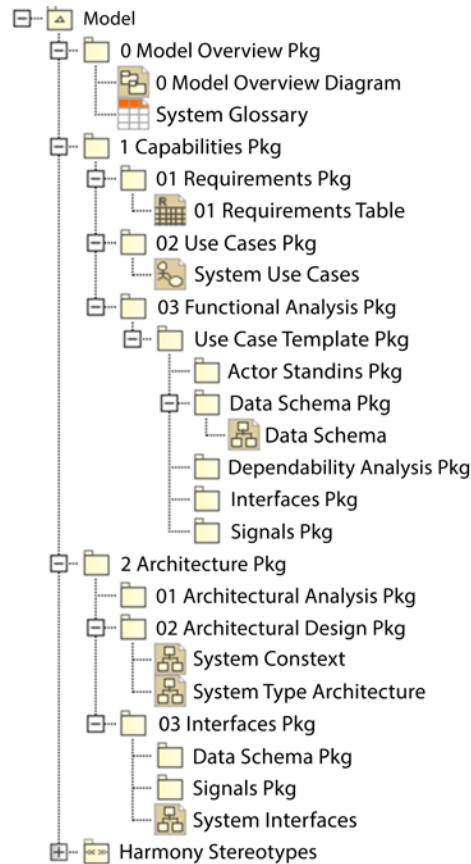 Model
0 Model Overview Pkg
0 Model Overview Diagram
System Glossary
1 Capabilities Pkg
01 Requirements Pkg
R
01 Requirements Table
02 Use Cases Pkg
System Use Cases
03 Functional Analysis Pkg
Use Case Template Pkg
Actor Standins Pkg
Data Schema Pkg
Data Schema
Dependability Analysis Pkg
Interfaces Pkg
Signals Pkg
2 Architecture Pkg
01 Architectural Analysis Pkg
02 Architectural Design Pkg
System Constext
System Type Architecture
03 Interfaces Pkg
Data Schema Pkg
Signals Pkg
System Interfaces
«» Harmony Stereotypes